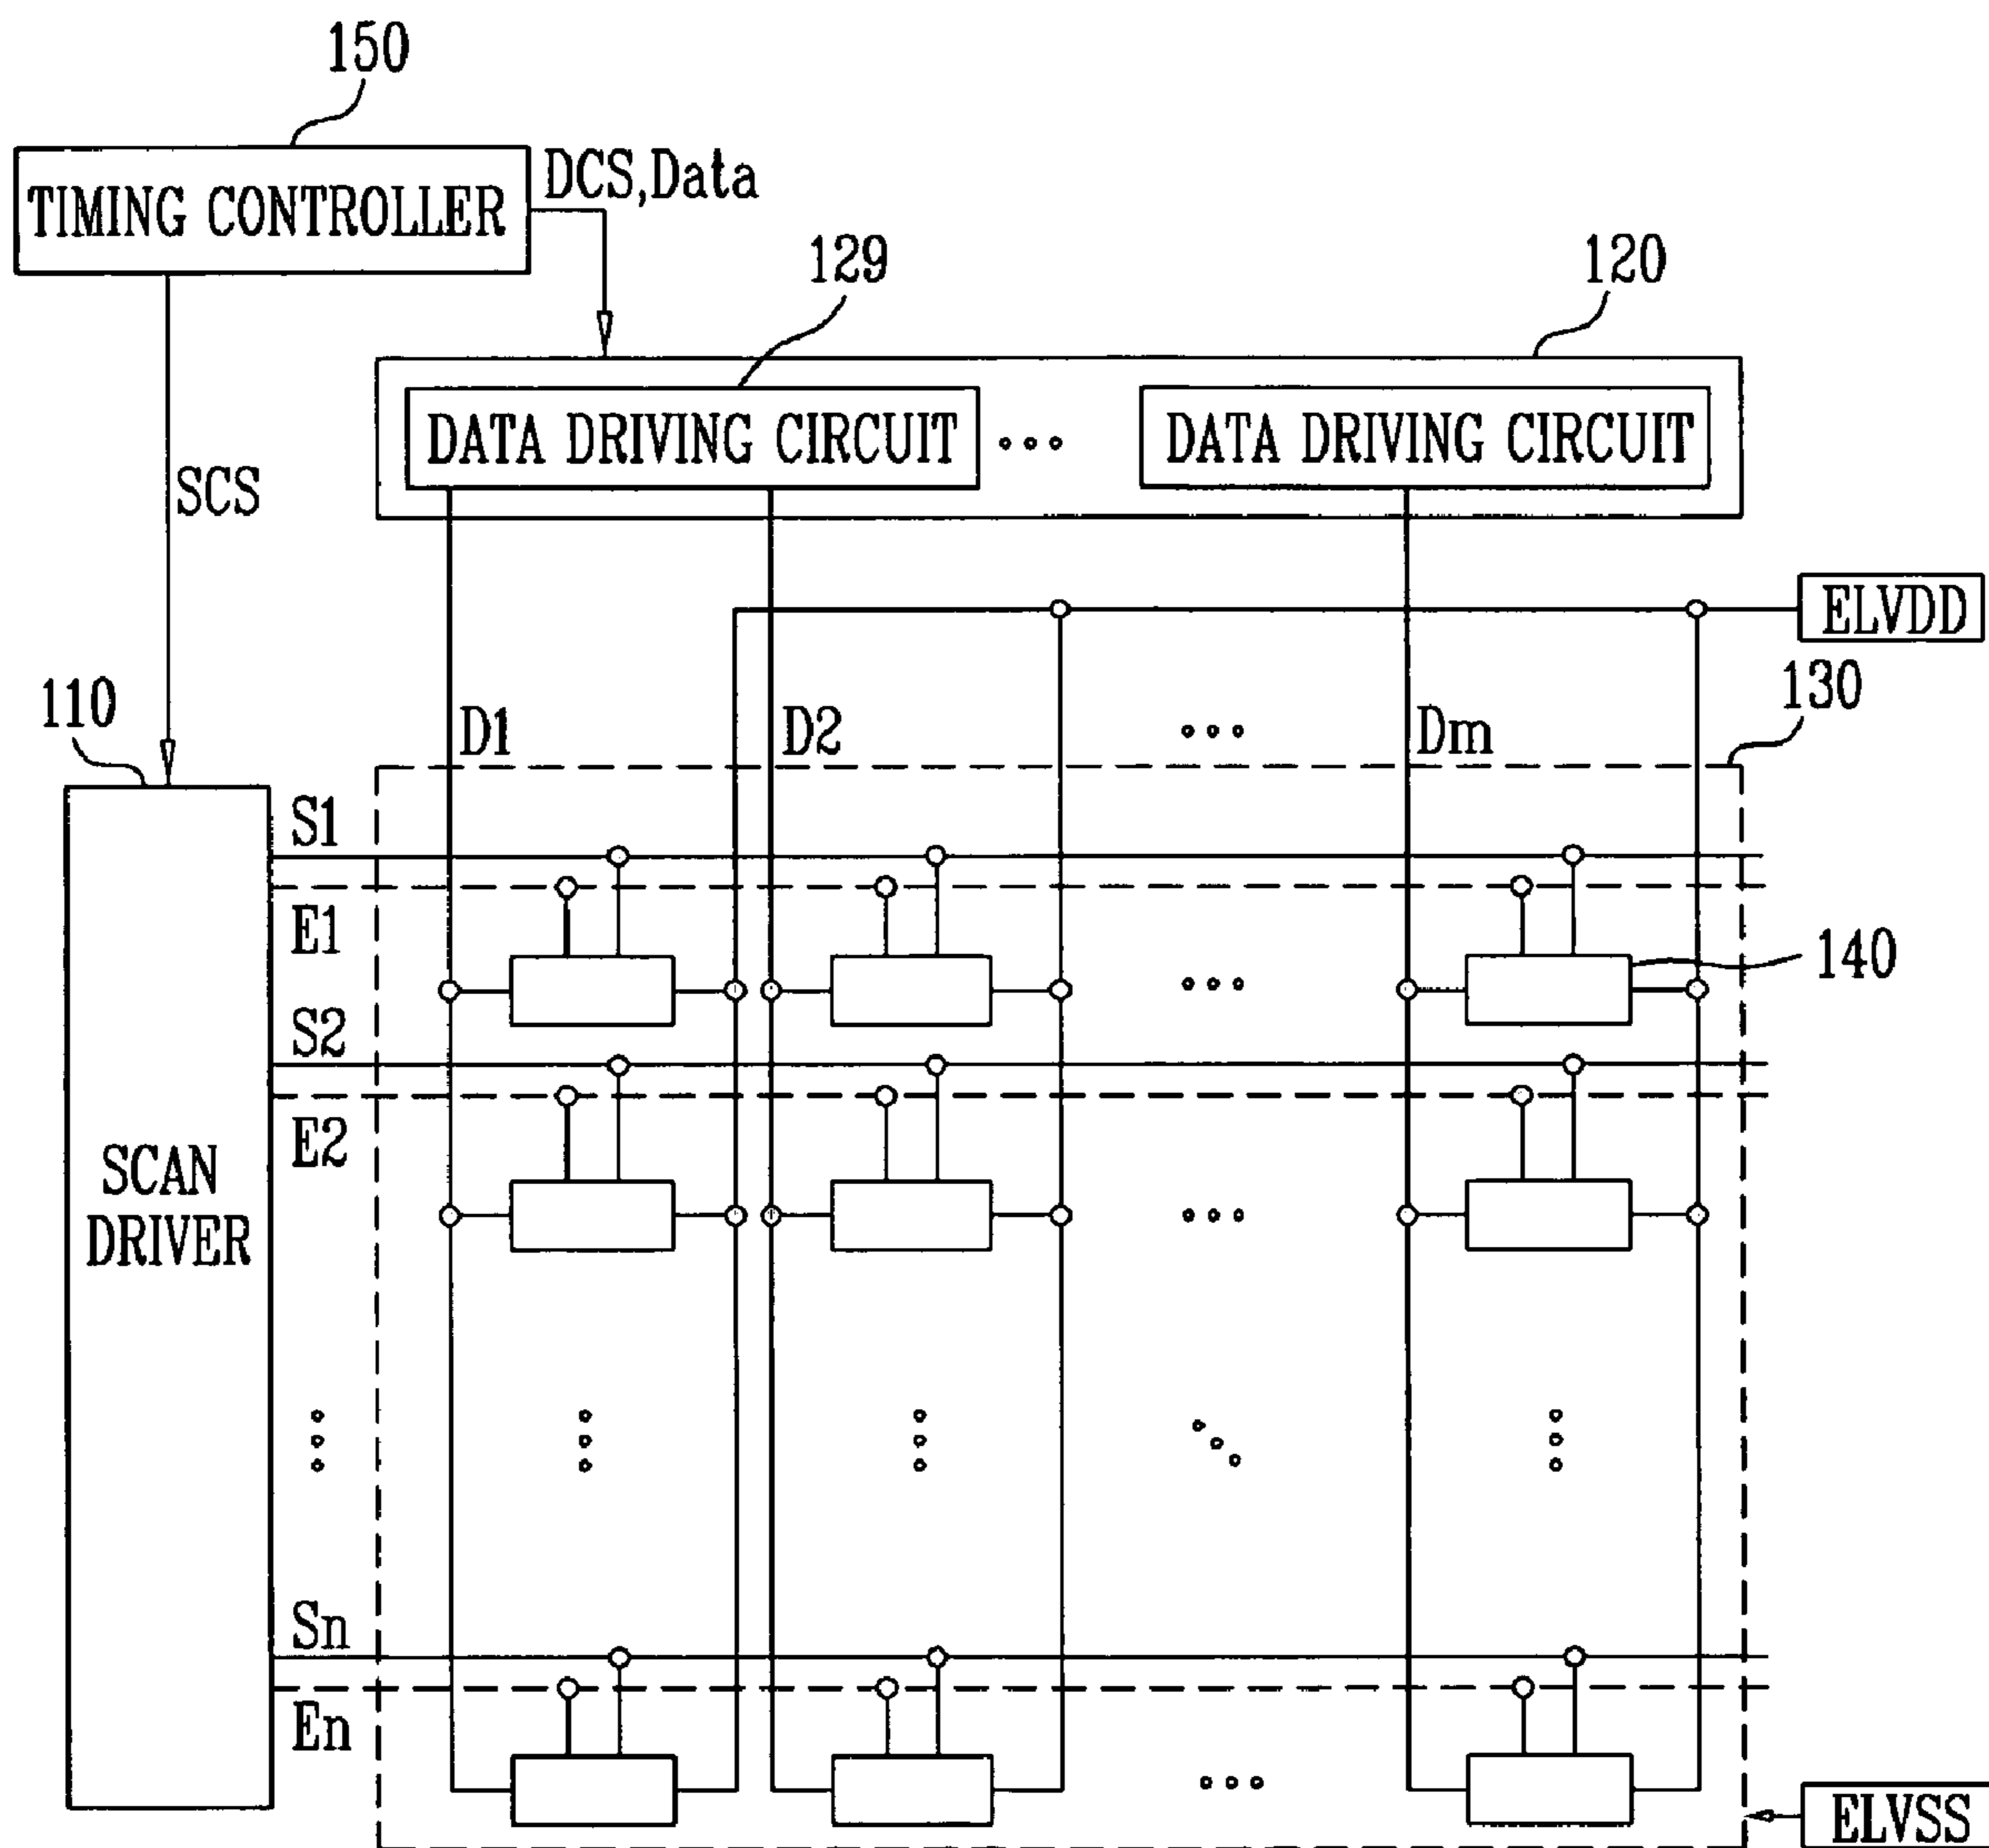 150
TIMING CONTROLLER
DCS,Data
129
120
DATA DRIVING CIRCUIT
DATA DRIVING CIRCUIT
SCS
ELVDD
110
D1
D2
Dm
130
S1
E1
140
S2
E2
SCAN
DRIVER
Sn
En
ELVSS